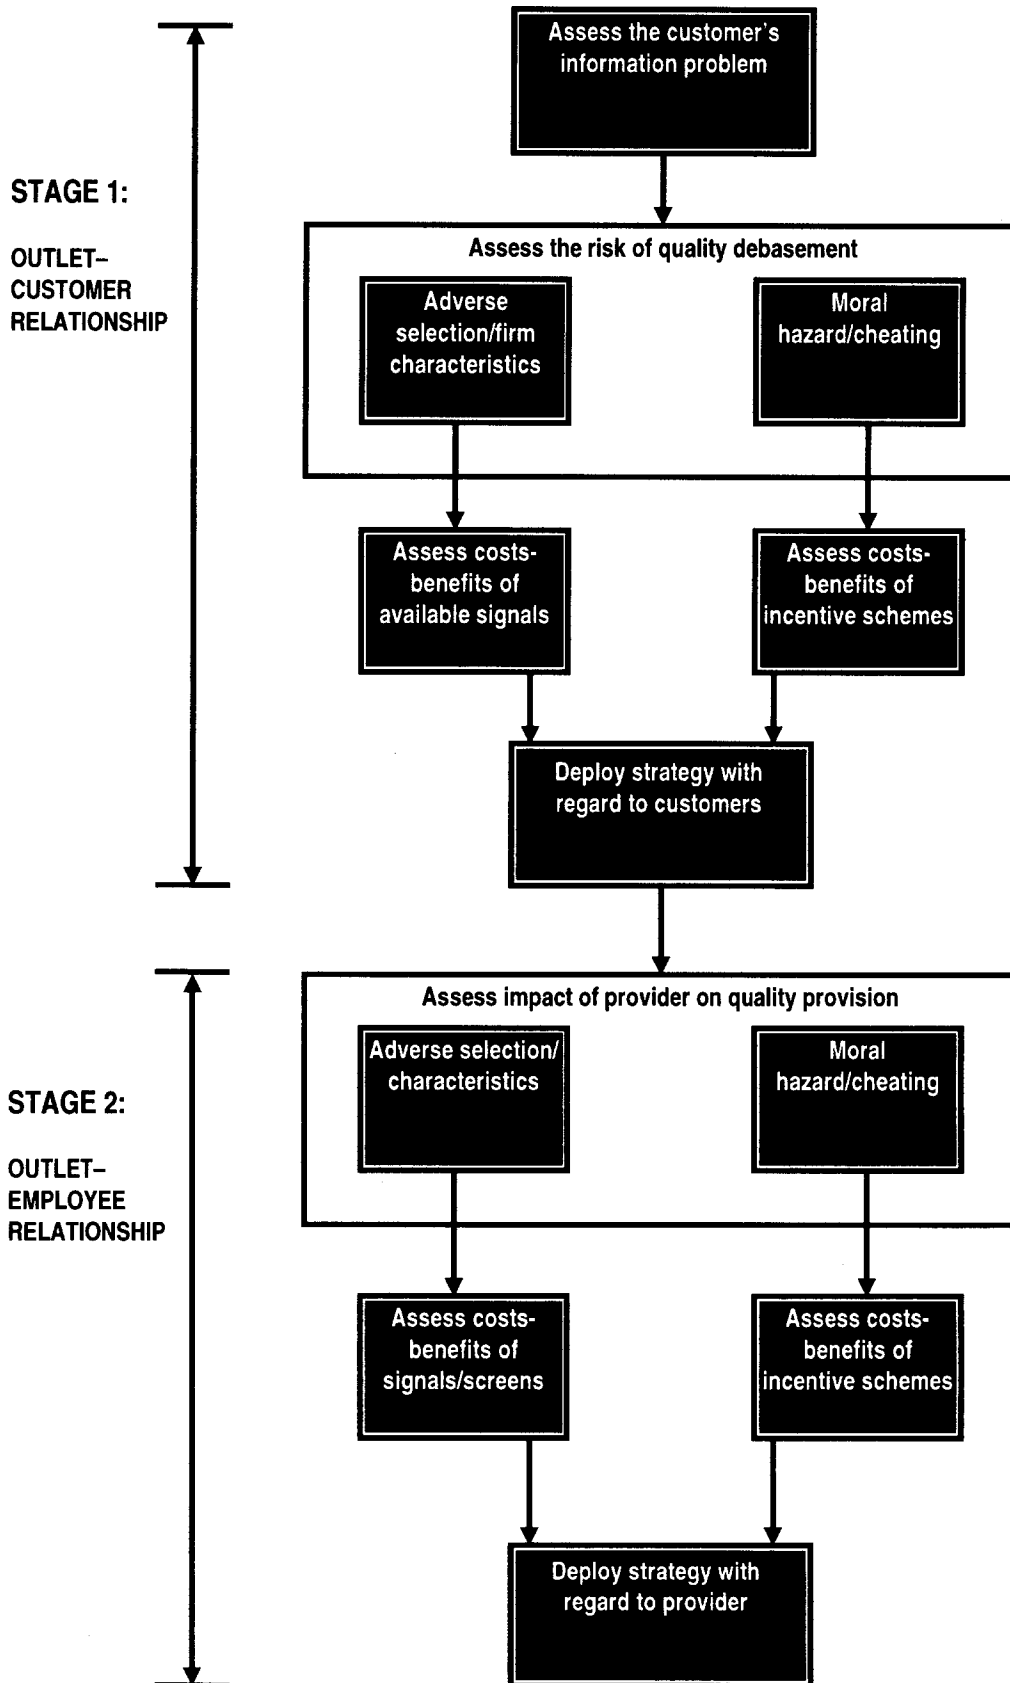 Assess the customer's
information problem
STAGE 1:
OUTLET–
CUSTOMER
RELATIONSHIP
Assess the risk of quality debasement
Adverse
selection/firm
characteristics
Moral
hazard/cheating
Assess costs-
benefits of
available signals
Assess costs-
benefits of
incentive schemes
Deploy strategy with
regard to customers
STAGE 2:
OUTLET–
EMPLOYEE
RELATIONSHIP
Assess impact of provider on quality provision
Adverse selection/
characteristics
Moral
hazard/cheating
Assess costs-
benefits of
signals/screens
Assess costs-
benefits of
incentive schemes
Deploy strategy with
regard to provider